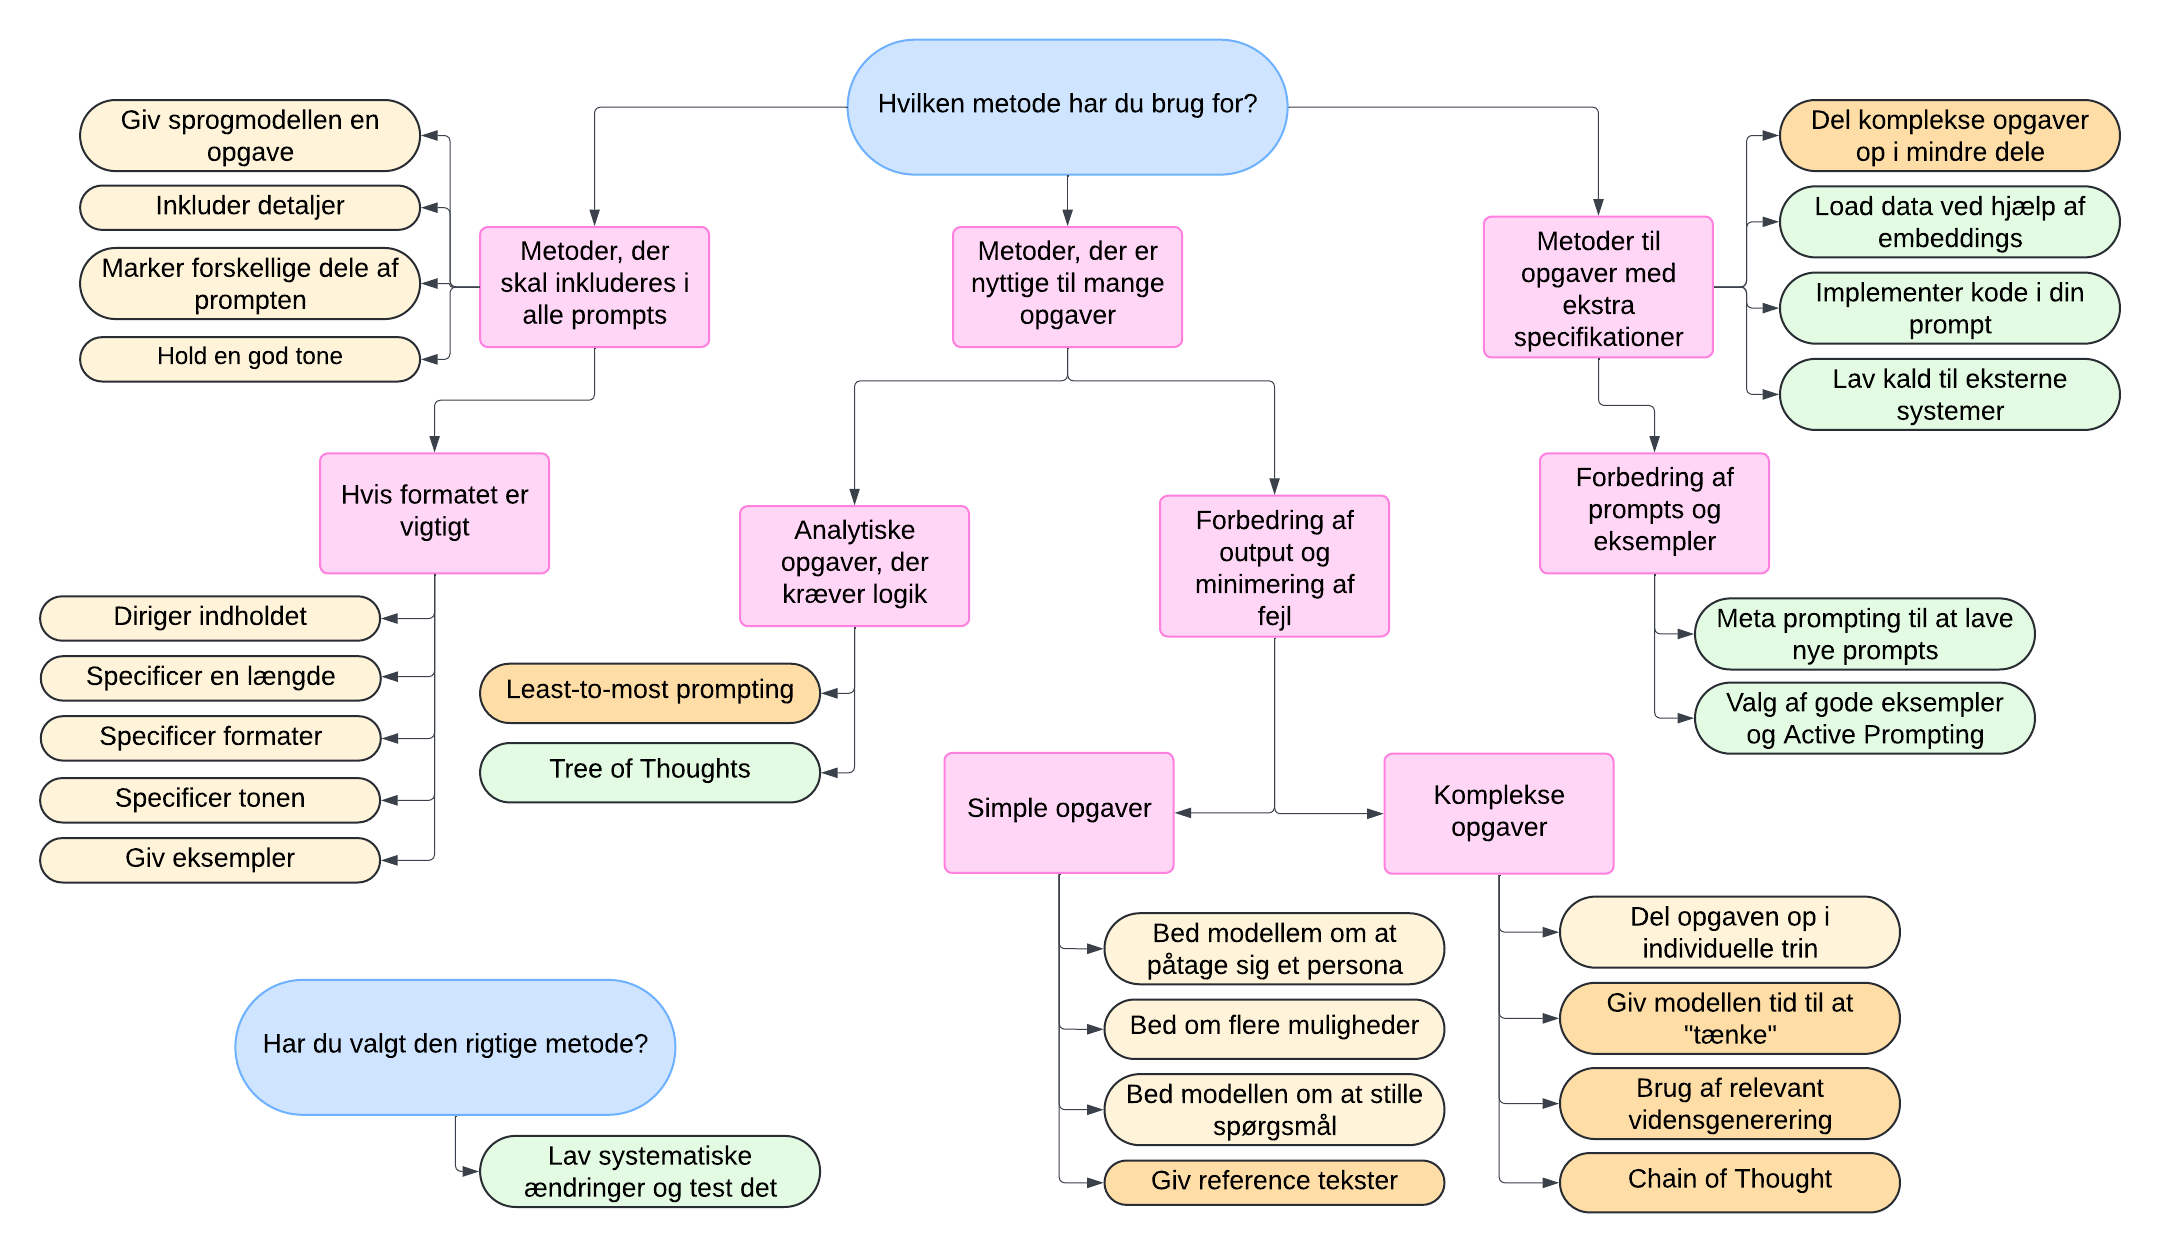 Hvilken metode har du brug for?
Giv sprogmodellen en
opgave
Inkluder detaljer
Marker forskellige dele af
prompten
Hold en god tone
Metoder, der
skal inkluderes i
alle prompts
Metoder, der er
nyttige til mange
opgaver
Metoder til
opgaver med
ekstra
specifikationer
Del komplekse opgaver
op i mindre dele
Load data ved hjælp af
embeddings
Implementer kode i din
prompt
Lav kald til eksterne
systemer
Hvis formatet er
vigtigt
Diriger indholdet
Specificer en længde
Specificer formater
Specificer tonen
Giv eksempler
Analytiske
opgaver, der
kræver logik
Least-to-most prompting
Tree of Thoughts
Forbedring af
output og
minimering af
fejl
Forbedring af
prompts og
eksempler
Meta prompting til at lave
nye prompts
Valg af gode eksempler
og Active Prompting
Simple opgaver
Bed modellem om at
påtage sig et persona
Bed om flere muligheder
Bed modellen om at stille
spørgsmål
Giv reference tekster
Komplekse
opgaver
Del opgaven op i
individuelle trin
Giv modellen tid til at
"tænke"
Brug af relevant
vidensgenerering
Chain of Thought
Har du valgt den rigtige metode?
Lav systematiske
ændringer og test det